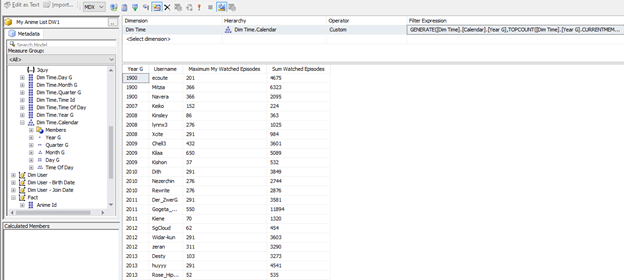 Edit as Text Import... MDX
My Anime List DW1
Metadata
Search Model
Measure Group:
<All>
Dim Time.Day G
Dim Time.Month G
Dim Time.Quarter G
Dim Time.Time Id
Dim Time.Time Of Day
Dim Time.Year G
Dim Time.Calendar
Members
Year G
Quarter G
Month G
Day G
Time Of Day
Dim User
Dim User - Birth Date
Dim User - Join Date
Fact
Anime Id
Calculated Members
Dimension Hierarchy Operator Filter Expression
Dim Time Dim Time.Calendar Custom GENERATE([Dim Time].[Calendar].[Year G],TOPCOUNT([Dim Time].[Year G].CURRENTMEM...
<Select dimension>
Year G Username Maximum My Watched Episodes Sum Watched Episodes
1900 ecoute 201 4675
1900 Mitzia 366 6323
1900 Navera 366 2095
2007 Keiko 152 224
2008 Kinsley 86 363
2008 lynnx3 276 1025
2008 Xcite 291 984
2009 Chell3 432 3601
2009 Kilaa 650 5089
2009 Kishon 37 532
2010 Drith 291 3849
2010 Nezerchin 276 2744
2010 Rewrite 276 2876
2011 Der_ZwerG 291 3581
2011 Gogeta_... 550 11894
2011 Kiene 70 1320
2012 SgCloud 62 454
2012 Widar-kun 291 3603
2012 zeran 311 3290
2013 Desty 103 3273
2013 huyyy 291 4541
2013 Rose_Hip... 52 535